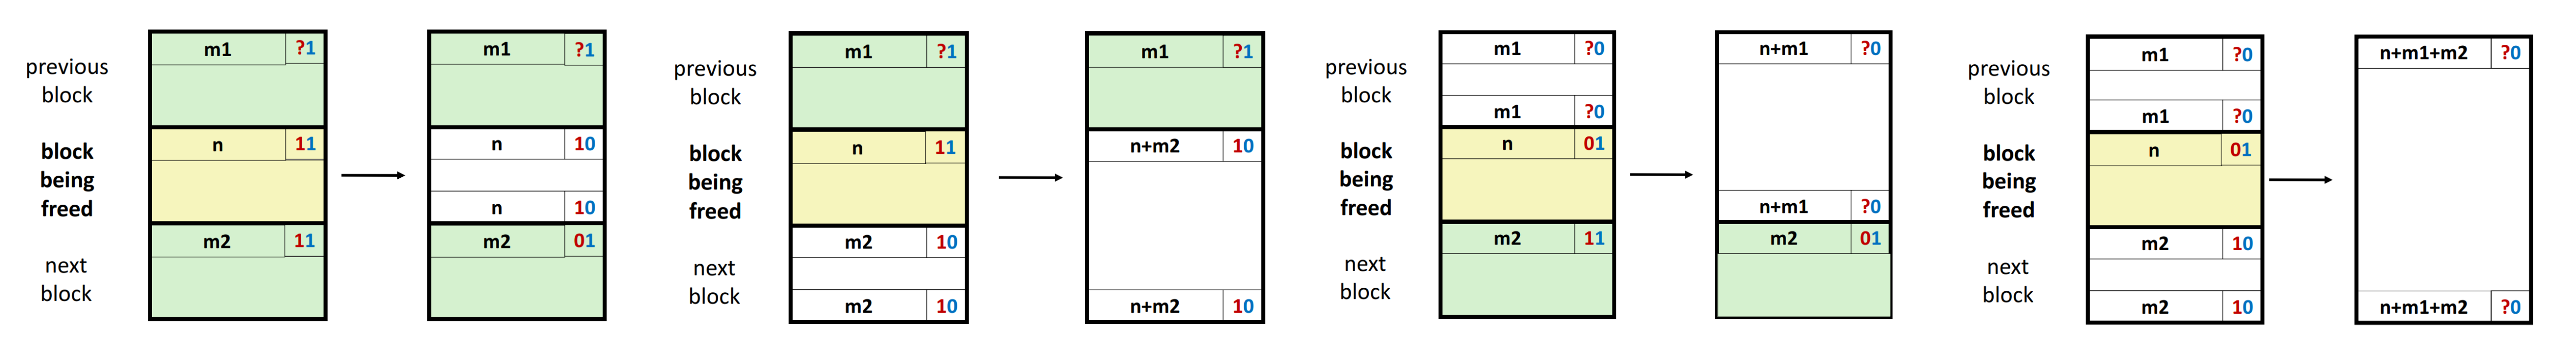 previous
block
block
being
freed
next
block
m1 ?1
n 11
m2 11
m1 ?1
n 10
n 10
m2 01
previous
block
block
being
freed
next
block
m1 ?1
n 11
m2 10
m2 10
m1 ?1
n+m2 10
n+m2 10
previous
block
block
being
freed
next
block
m1 ?0
m1 ?0
n 01
m2 11
n+m1 ?0
n+m1 ?0
m2 01
previous
block
block
being
freed
next
block
m1 ?0
m1 ?0
n 01
m2 10
m2 10
n+m1+m2 ?0
n+m1+m2 ?0